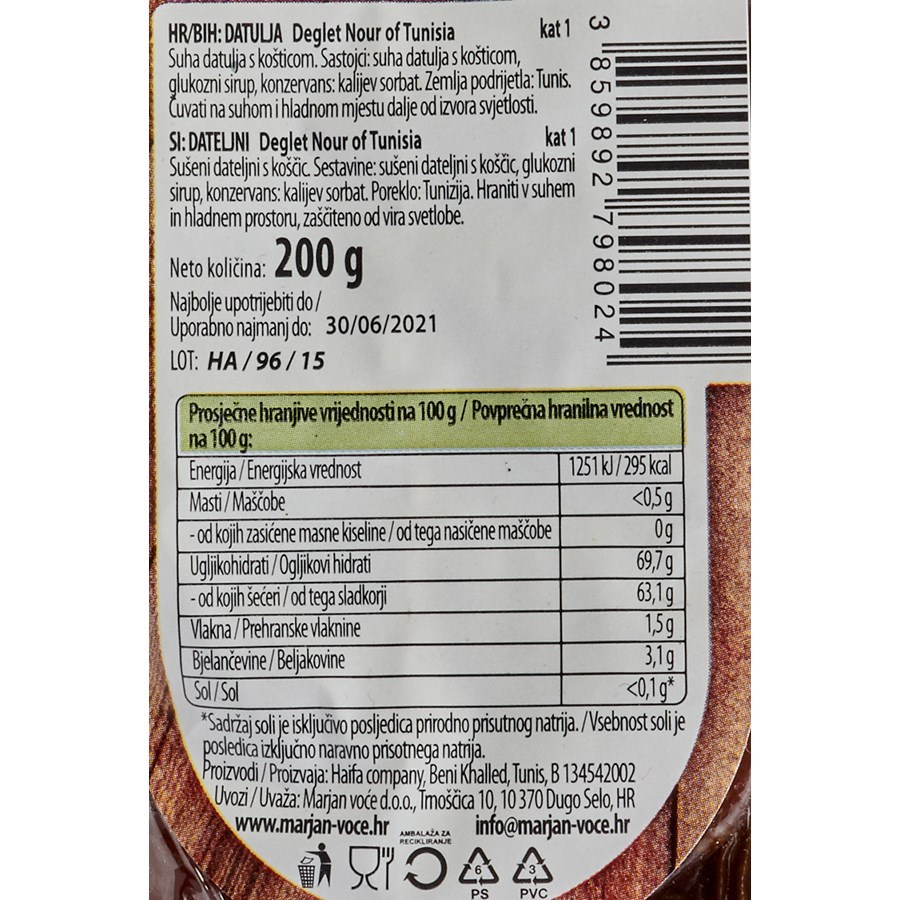 HR/BIH: DATULJA Deglet Nour of Tunisia kat 1
Suha datulja s košticom. Sastojci: suha datulja s košticom,
glukozni sirup, konzervans: kalijev sorbat. Zemlja podrijetla: Tunis.
Čuvati na suhom i hladnom mjestu dalje od izvora svjetlosti.
SI: DATELJNI Deglet Nour of Tunisia kat 1
Sušeni dateljni s koščic. Sestavine: sušeni dateljni s koščic, glukozni
sirup, konzervans: kalijev sorbat. Poreklo: Tunizija. Hraniti v suhem
in hladnem prostoru, zaščiteno od vira svetlobe.
Neto količina: 200 g
Najbolje upotrijebiti do /
Uporabno najmanj do: 30/06/2021
LOT: HA / 96 / 15
3 859892 798024
Prosječne hranjive vrijednosti na 100 g / Povprečna hranilna vrednost
na 100 g:
Energija / Energijska vrednost 1251 kJ / 295 kcal
Masti / Maščobe <0,5 g
- od kojih zasićene masne kiseline / od tega nasičene maščobe 0 g
Ugljikohidrati / Ogljikovi hidrati 69,7 g
- od kojih šećeri / od tega sladkorji 63,1 g
Vlakna / Prehranske vlaknine 1,5 g
Bjelančevine / Beljakovine 3,1 g
Sol / Sol <0,1 g*
*Sadržaj soli je isključivo posljedica prirodno prisutnog natrija. / Vsebnost soli je
posledica izključno naravno prisotnega natrija.
Proizvodi / Proizvaja: Haifa company, Beni Khalled, Tunis, B 134542002
Uvozi / Uvaža: Marjan voće d.o.o., Trnoščica 10, 10 370 Dugo Selo, HR
www.marjan-voce.hr info@marjan-voce.hr
AMBALAŽA ZA
RECIKLIRANJE
6 3
PS PVC